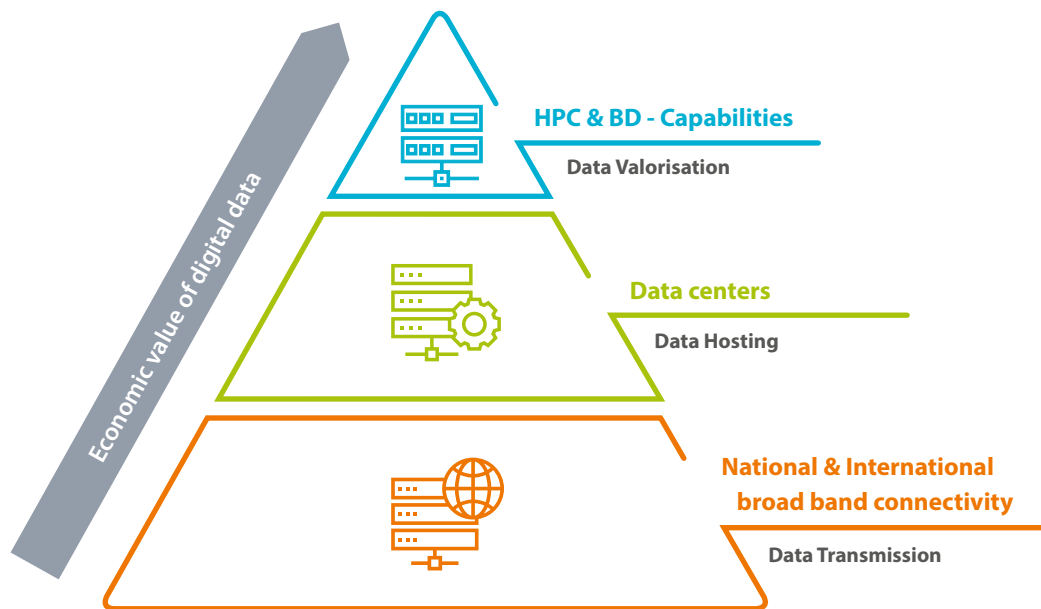 HPC & BD - Capabilities
Data Valorisation
Economic value of digital data
Data centers
Data Hosting
National & International
broad band connectivity
Data Transmission